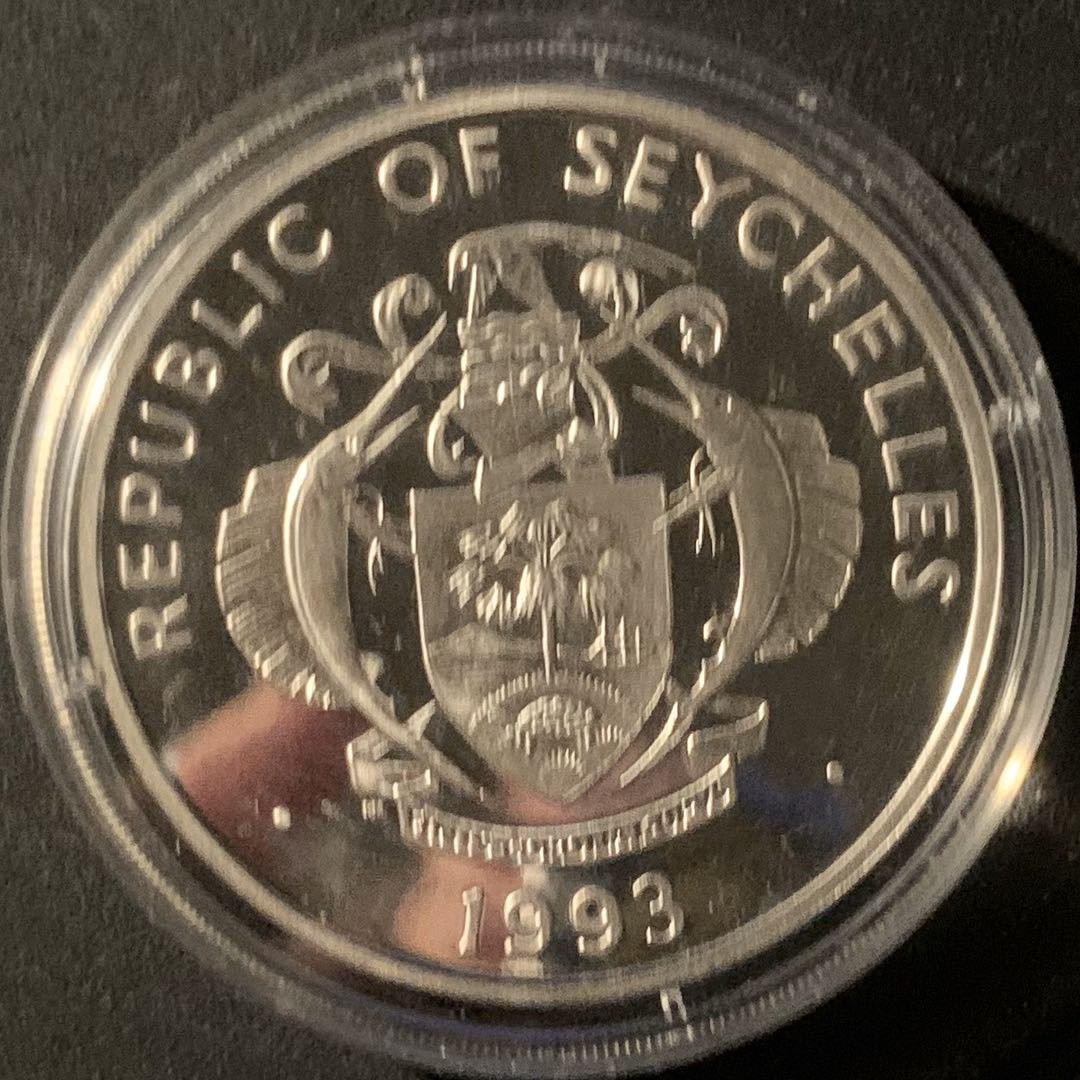 REPUBLIC OF SEYCHELLES
1993